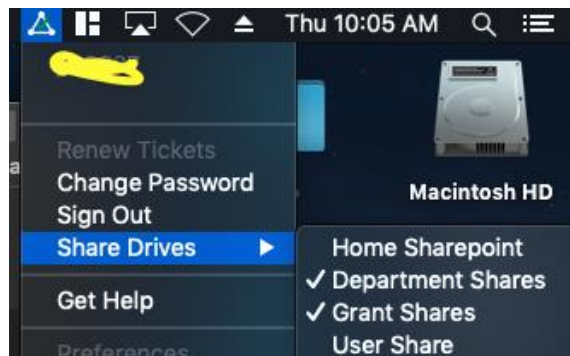 Thu 10:05 AM
Renew Tickets
Change Password
Macintosh HD
Sign Out
Share Drives
Home Sharepoint
✓ Department Shares
Get Help
✓ Grant Shares
User Share
Preferences